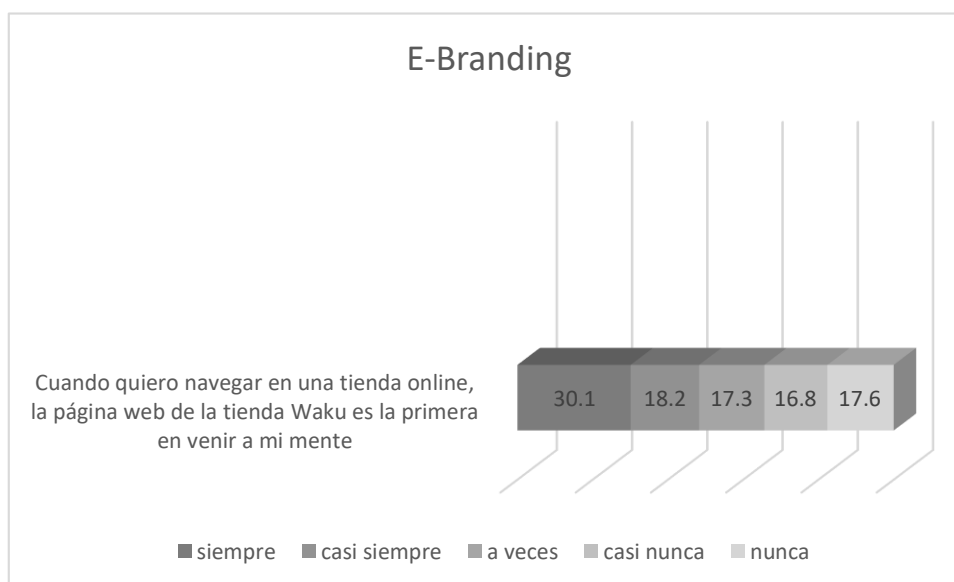 E-Branding
Cuando quiero navegar en una tienda online,
la página web de la tienda Waku es la primera
en venir a mi mente
30.1 18.2 17.3 16.8 17.6
siempre casi siempre a veces casi nunca nunca